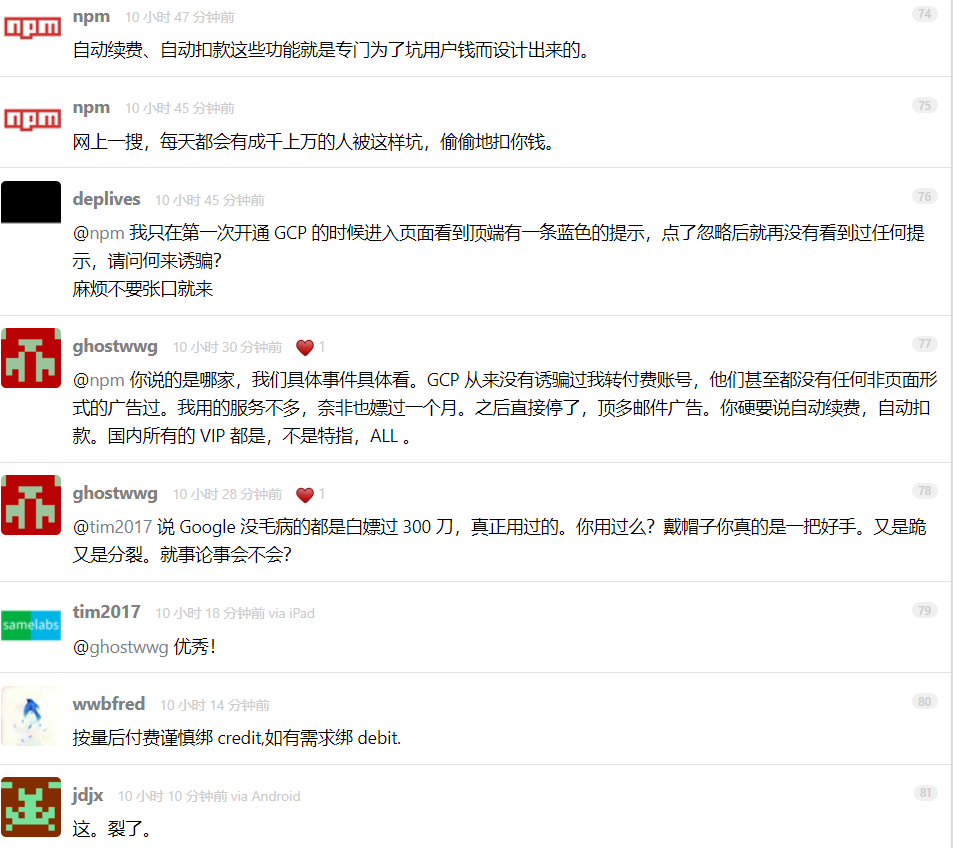 npm
npm 10 小时 47 分钟前 74
自动续费、自动扣款这些功能就是专门为了坑用户钱而设计出来的。
npm
npm 10 小时 45 分钟前 75
网上一搜，每天都会有成千上万的人被这样坑，偷偷地扣你钱。
deplives 10 小时 45 分钟前 76
@npm 我只在第一次开通 GCP 的时候进入页面看到顶端有一条蓝色的提示，点了忽略后就再没有看到过任何提
示，请问何来诱骗？
麻烦不要张口就来
ghostwwg 10 小时 30 分钟前 1 77
@npm 你说的是哪家，我们具体事件具体看。GCP 从来没有诱骗过我转付费账号，他们甚至都没有任何非页面形
式的广告过。我用的服务不多，奈非也嫖过一个月。之后直接停了，顶多邮件广告。你硬要说自动续费，自动扣
款。国内所有的 VIP 都是，不是特指，ALL 。
ghostwwg 10 小时 28 分钟前 1 78
@tim2017 说 Google 没毛病的都是白嫖过 300 刀，真正用过的。你用过么？戴帽子你真的是一把好手。又是跪
又是分裂。就事论事会不会？
samelabs
tim2017 10 小时 18 分钟前 via iPad 79
@ghostwwg 优秀！
wwbfred 10 小时 14 分钟前 80
按量后付费谨慎绑 credit,如有需求绑 debit.
jdjx 10 小时 10 分钟前 via Android 81
这。裂了。